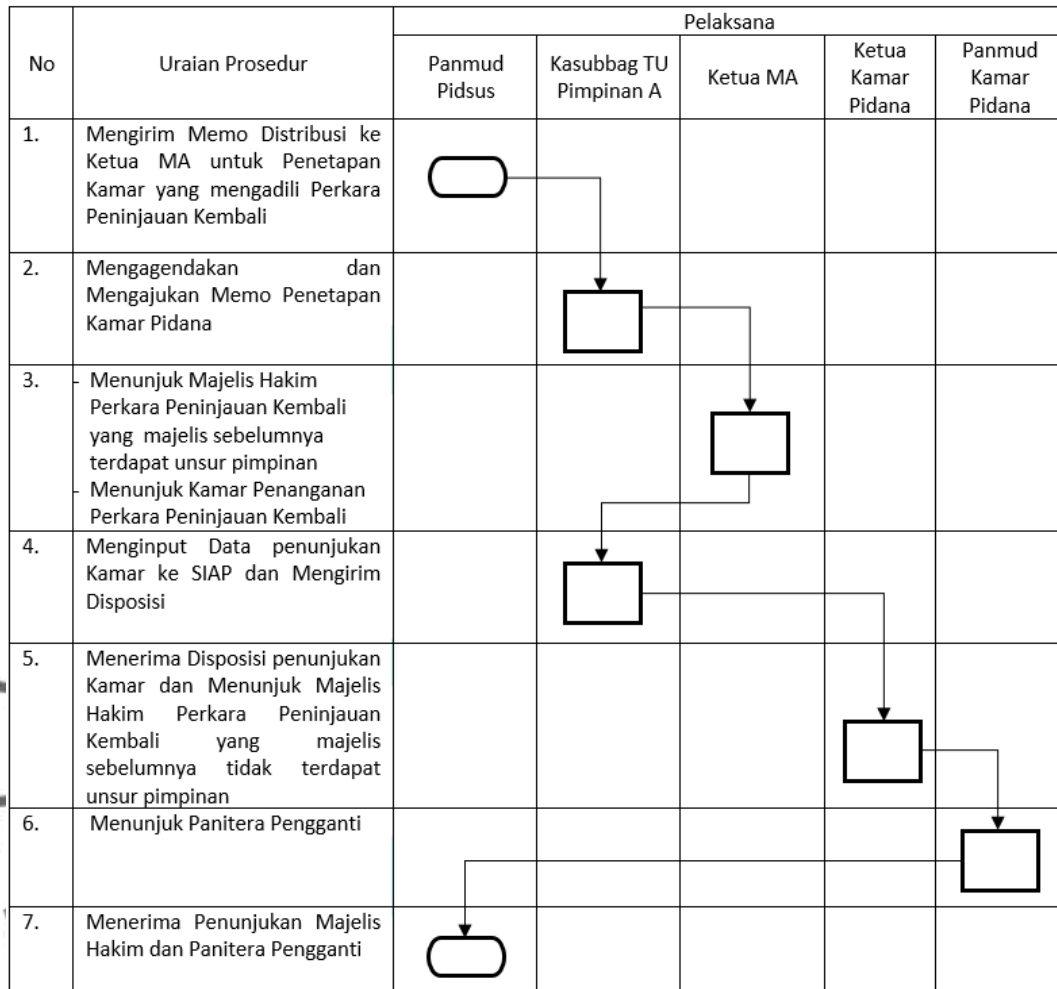 Pelaksana
No
Uraian Prosedur
Panmud
Pidsus
Kasubbag TU
Pimpinan A
Ketua MA
Ketua
Kamar
Pidana
Panmud
Kamar
Pidana
1.
Mengirim Memo Distribusi ke
Ketua MA untuk Penetapan
Kamar yang mengadili Perkara
Peninjauan Kembali
2.
Mengagendakan dan
Mengajukan Memo Penetapan
Kamar Pidana
3.
- Menunjuk Majelis Hakim
Perkara Peninjauan Kembali
yang majelis sebelumnya
terdapat unsur pimpinan
- Menunjuk Kamar Penanganan
Perkara Peninjauan Kembali
4.
Menginput Data penunjukan
Kamar ke SIAP dan Mengirim
Disposisi
5.
Menerima Disposisi penunjukan
Kamar dan Menunjuk Majelis
Hakim Perkara Peninjauan
Kembali yang majelis
sebelumnya tidak terdapat
unsur pimpinan
6.
Menunjuk Panitera Pengganti
7.
Menerima Penunjukan Majelis
Hakim dan Panitera Pengganti